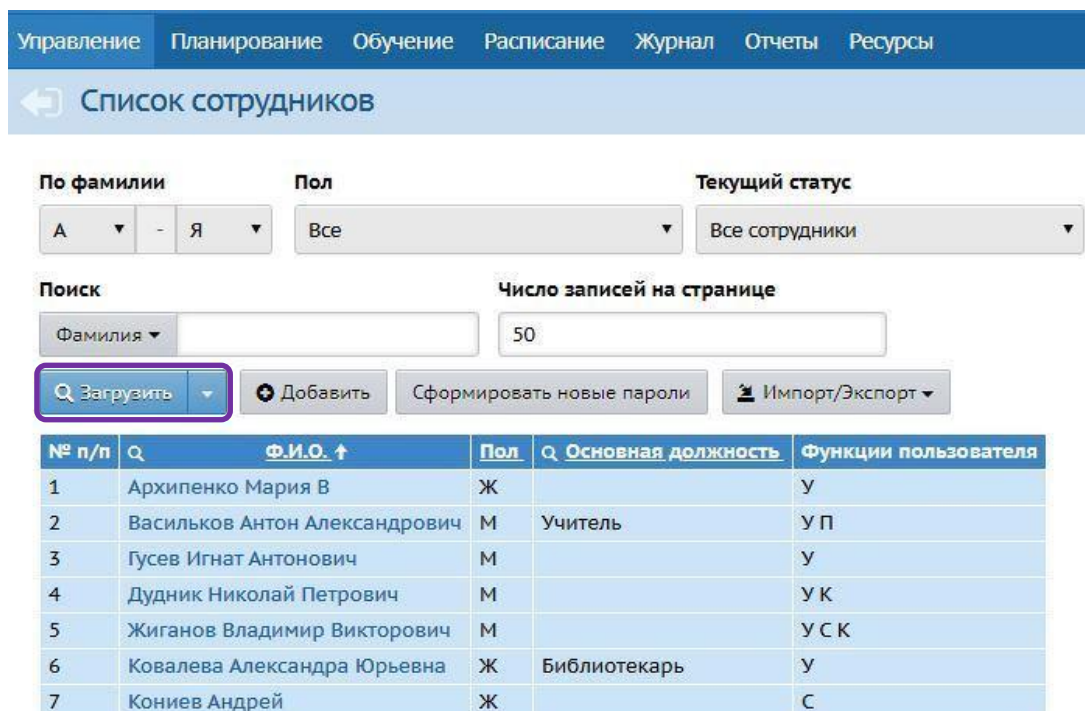 Управление Планирование Обучение Расписание Журнал Отчеты Ресурсы
Список сотрудников
По фамилии Пол Текущий статус
А - Я Все Все сотрудники
Поиск Число записей на странице
Фамилия 50
Загрузить Добавить Сформировать новые пароли Импорт/Экспорт
№ п/п Ф.И.О. Пол Основная должность Функции пользователя
1 Архипенко Мария В Ж У
2 Васильков Антон Александрович М Учитель У П
3 Гусев Игнат Антонович М У
4 Дудник Николай Петрович М У К
5 Жиганов Владимир Викторович М У С К
6 Ковалева Александра Юрьевна Ж Библиотекарь У
7 Кониев Андрей Ж С